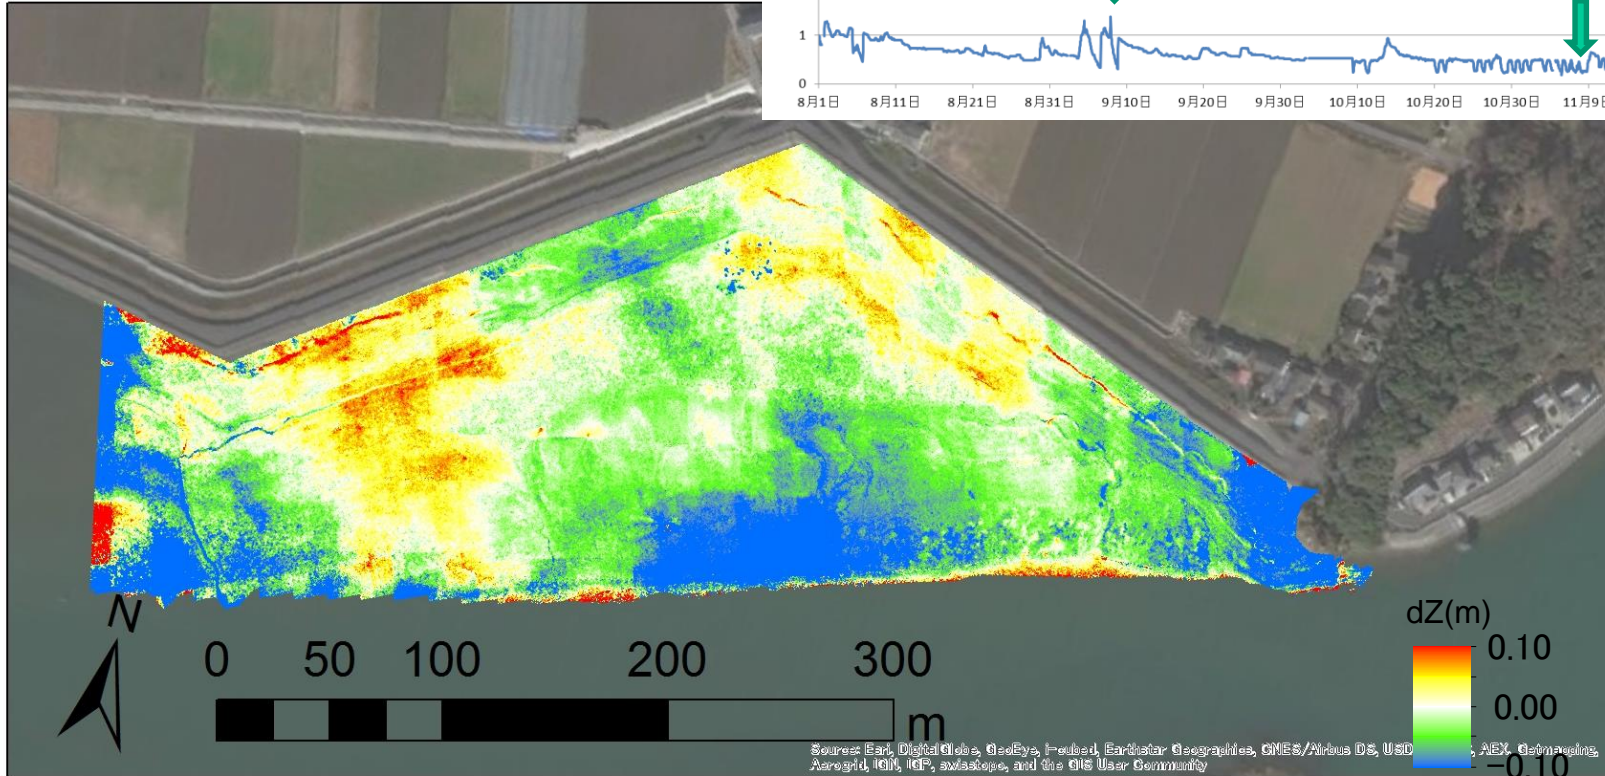 1
0
8月1日 8月11日 8月21日 8月31日 9月10日 9月20日 9月30日 10月10日 10月20日 10月30日 11月9日
N
0 50 100 200 300
m
dZ(m)
0.10
0.00
-0.10
Source: Esri, DigitalGlobe, GeoEye, i-cubed, Earthstar Geographics, CNES/Airbus DS, USD , AEX, Getmapping,
Aerogrid, IGN, IGP, swisstopo, and the GIS User Community